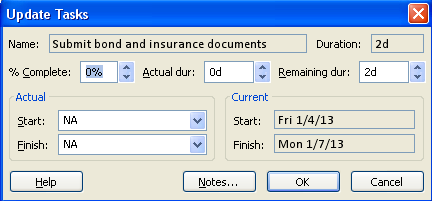 Update Tasks
Name: Submit bond and insurance documents Duration: 2d
% Complete: 0% Actual dur: 0d Remaining dur: 2d
Actual
Start: NA
Finish: NA
Current
Start: Fri 1/4/13
Finish: Mon 1/7/13
Help Notes... OK Cancel